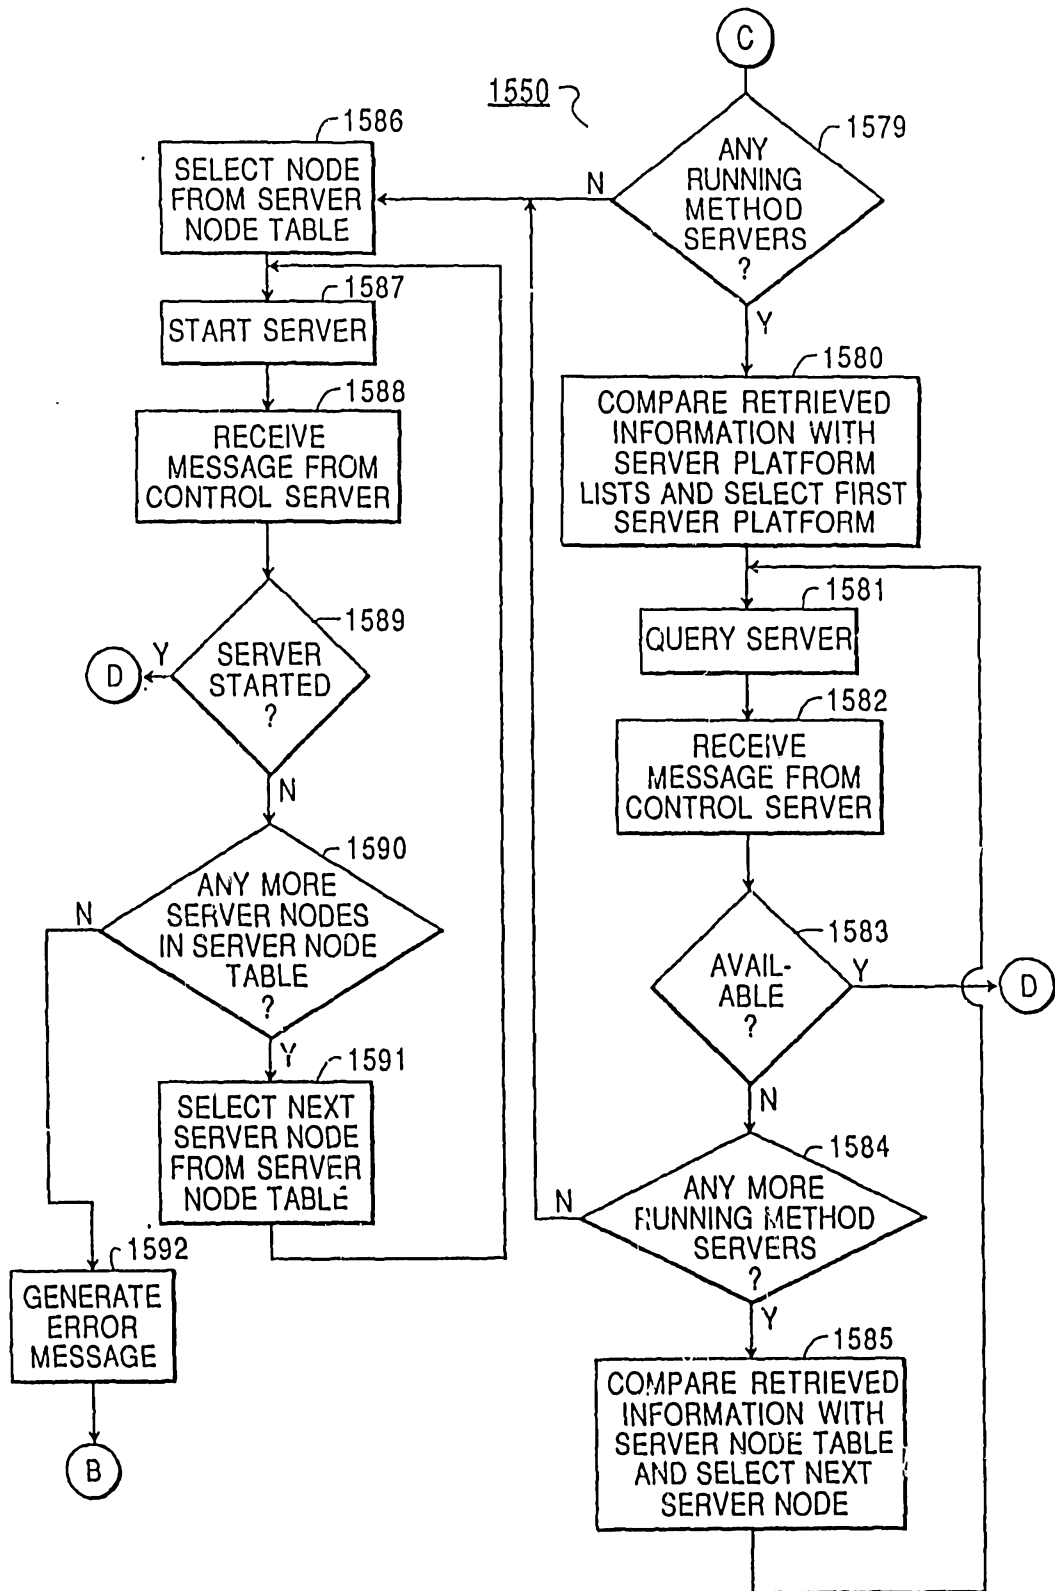 C
1550
1579
ANY
RUNNING
METHOD
SERVERS
?
N
Y
1586
SELECT NODE
FROM SERVER
NODE TABLE
1587
START SERVER
1588
RECEIVE
MESSAGE FROM
CONTROL SERVER
1589
SERVER
STARTED
?
Y
D
N
1590
ANY MORE
SERVER NODES
IN SERVER NODE
TABLE
?
N
Y
1591
SELECT NEXT
SERVER NODE
FROM SERVER
NODE TABLE
1592
GENERATE
ERROR
MESSAGE
B
1580
COMPARE RETRIEVED
INFORMATION WITH
SERVER PLATFORM
LISTS AND SELECT FIRST
SERVER PLATFORM
1581
QUERY SERVER
1582
RECEIVE
MESSAGE FROM
CONTROL SERVER
1583
AVAIL-
ABLE
?
Y
D
N
1584
ANY MORE
RUNNING METHOD
SERVERS
?
N
Y
1585
COMPARE RETRIEVED
INFORMATION WITH
SERVER NODE TABLE
AND SELECT NEXT
SERVER NODE